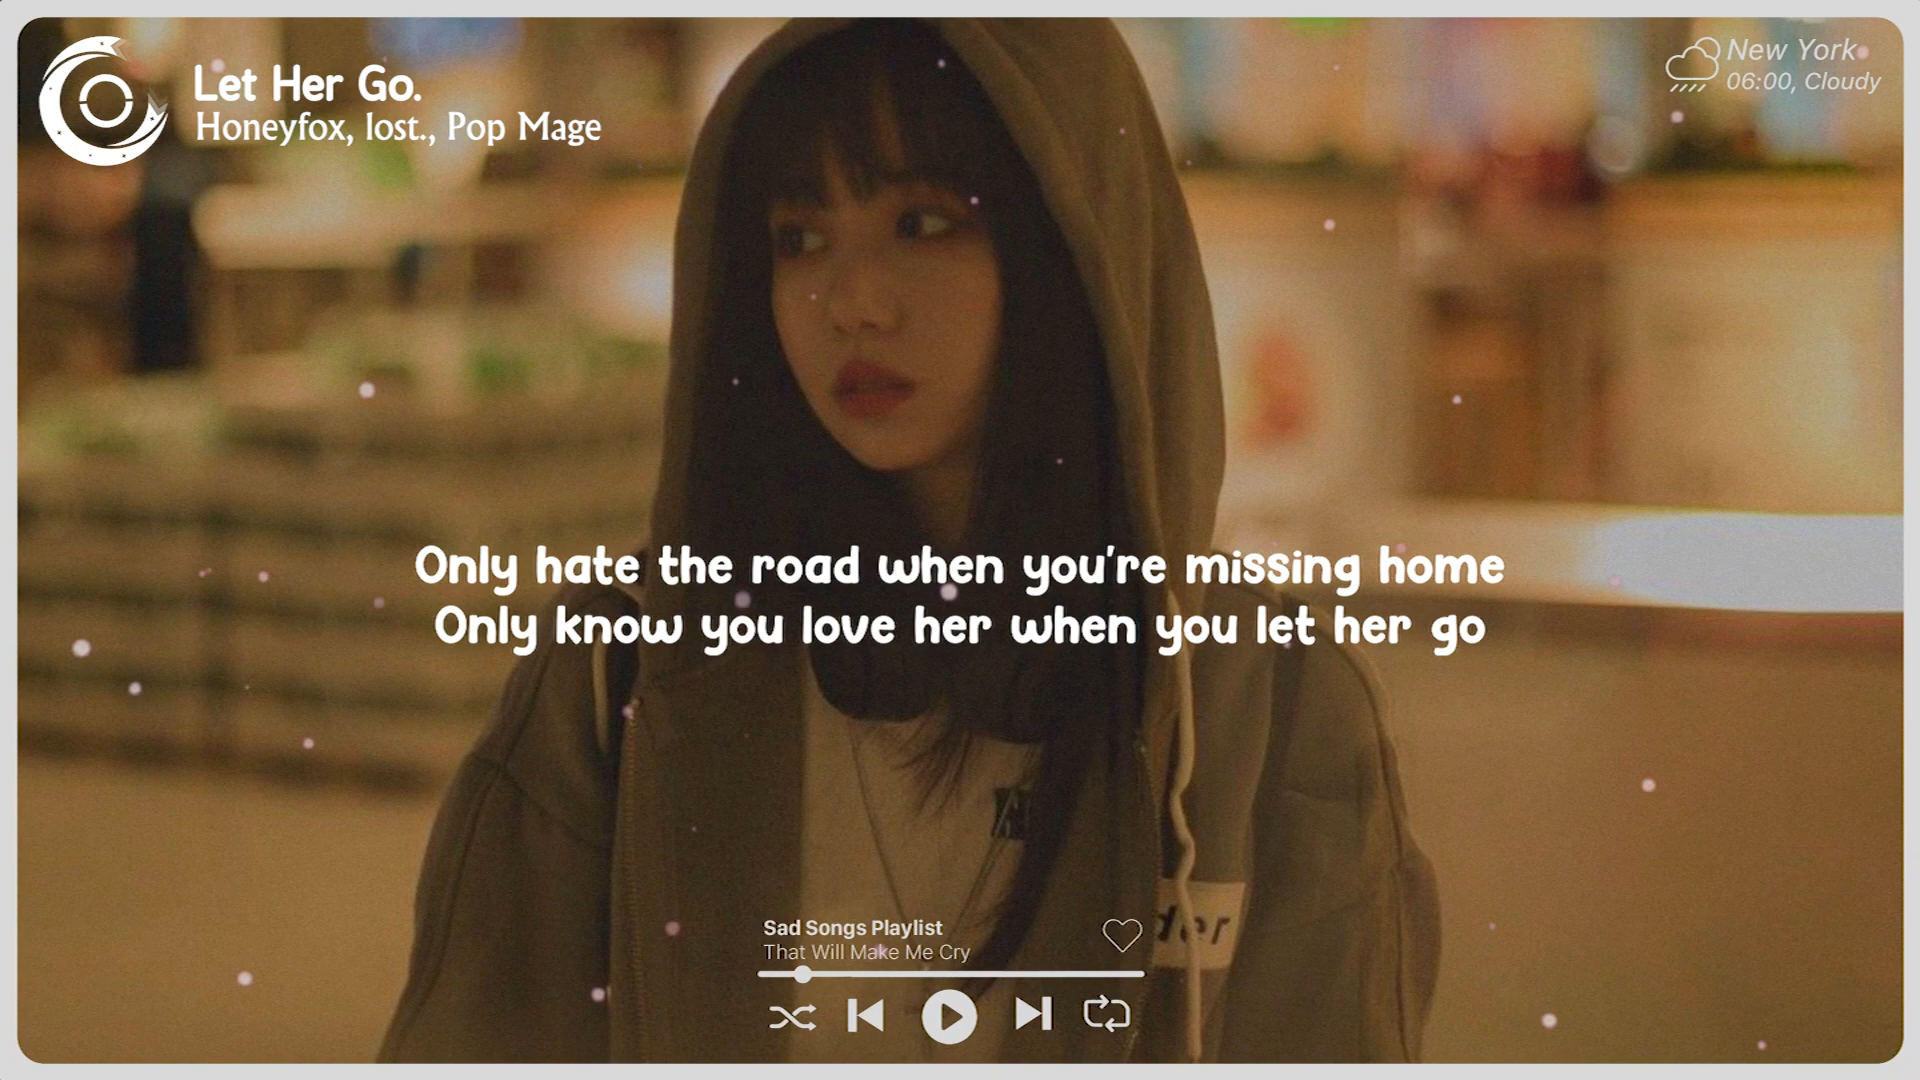 Let Her Go.
Honeyfox, lost., Pop Mage
New York
06:00, Cloudy
Only hate the road when you're missing home
Only know you love her when you let her go
Sad Songs Playlist
That Will Make Me Cry